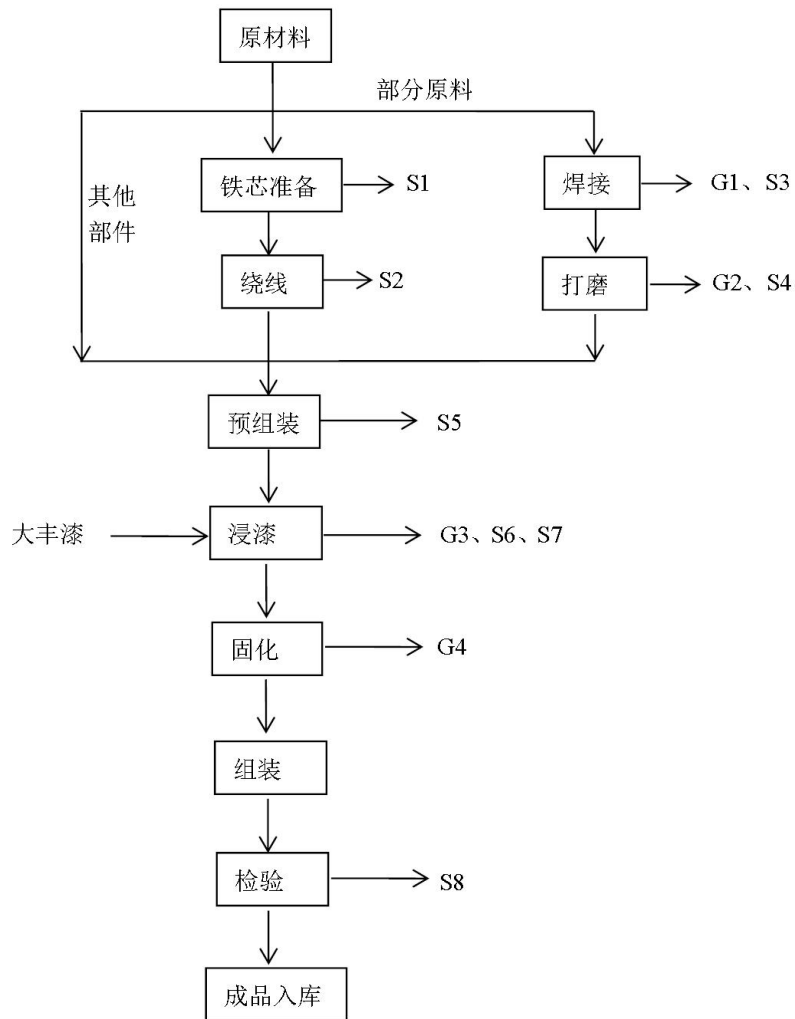 原材料
部分原料
其他
部件
铁芯准备
S1
焊接
G1、S3
绕线
S2
打磨
G2、S4
预组装
S5
大丰漆
浸漆
G3、S6、S7
固化
G4
组装
检验
S8
成品入库